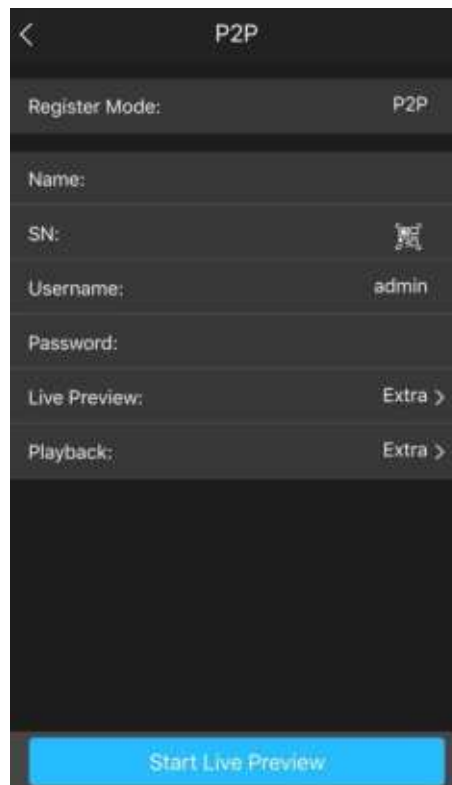 P2P
Register Mode: P2P
Name:
SN:
Username: admin
Password:
Live Preview: Extra
Playback: Extra
Start Live Preview